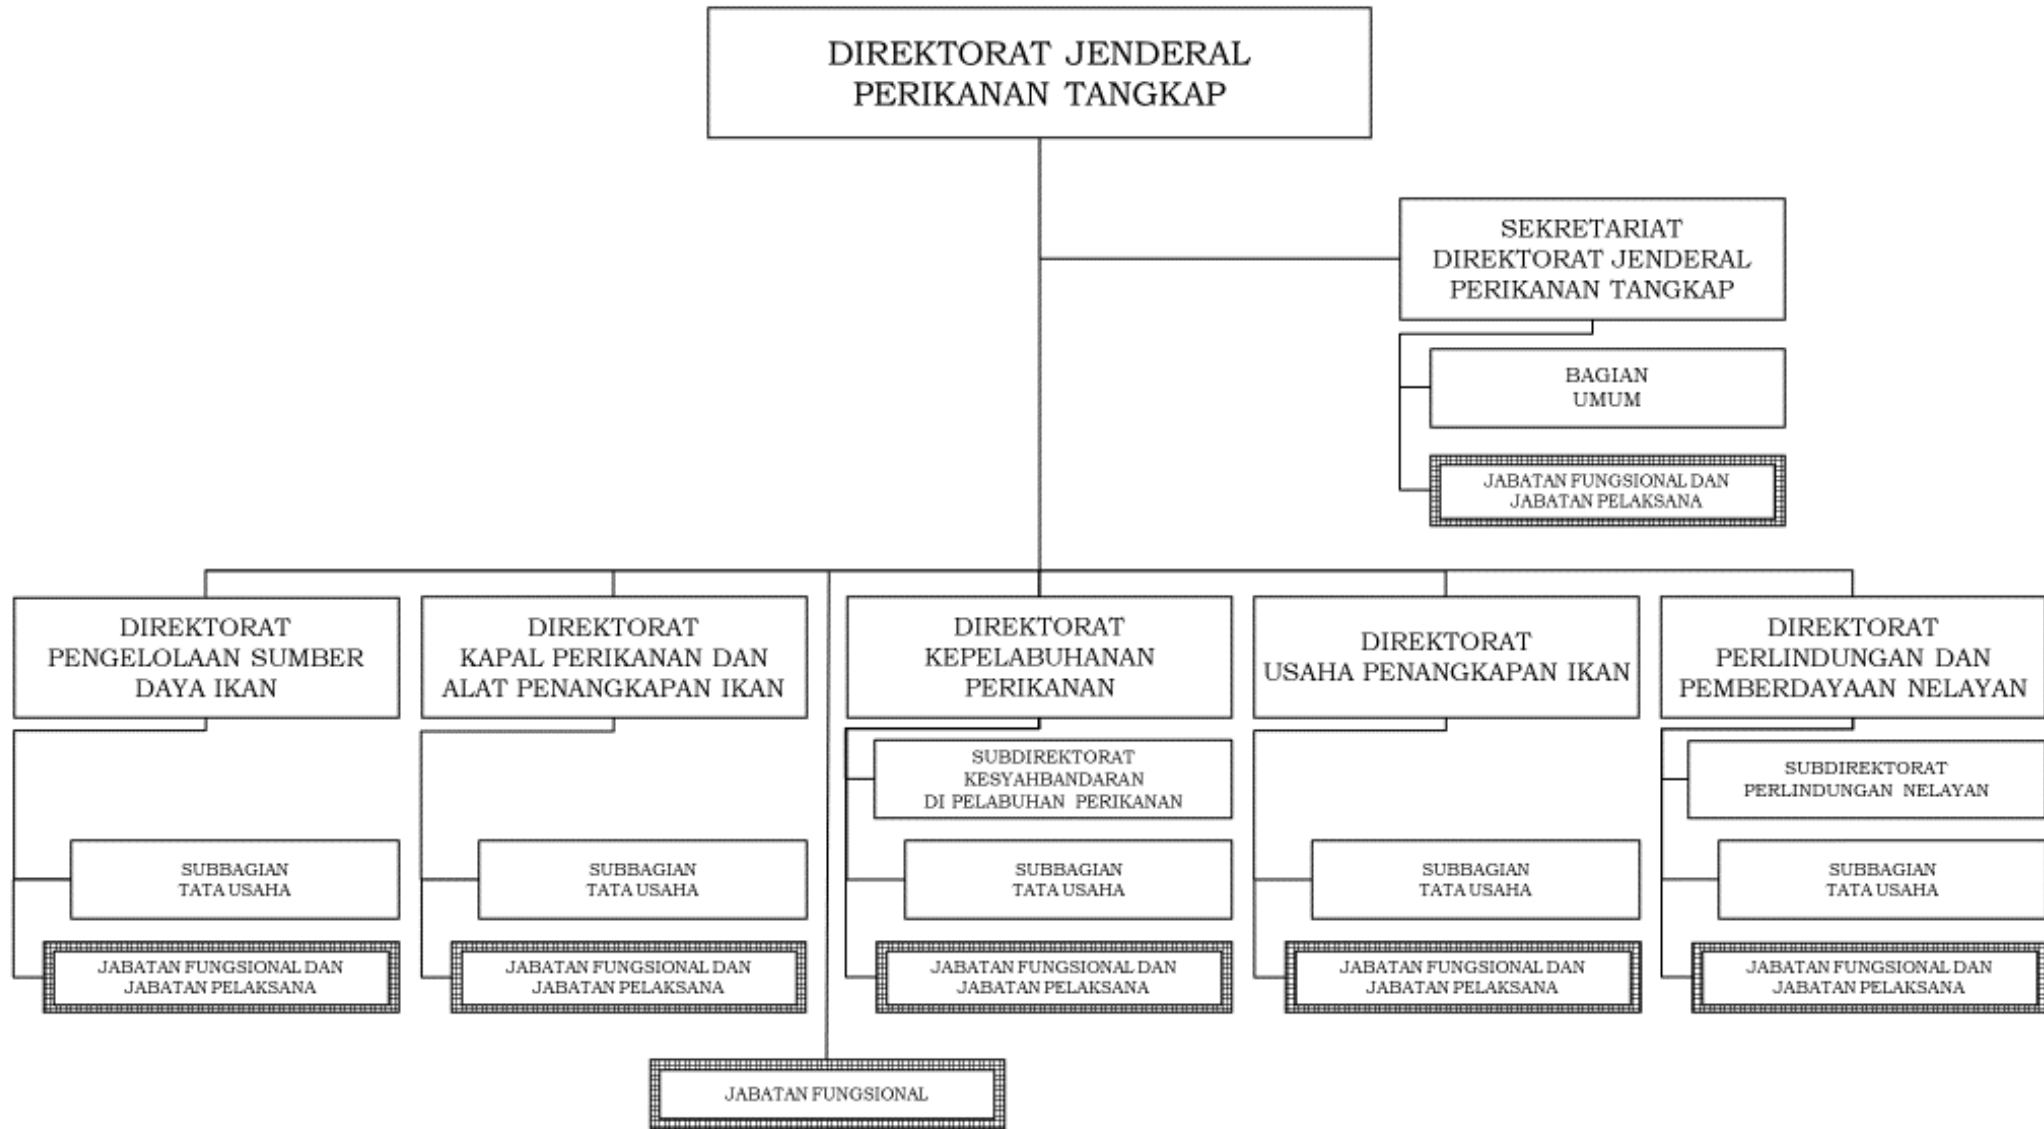 DIREKTORAT JENDERAL
PERIKANAN TANGKAP
SEKRETARIAT
DIREKTORAT JENDERAL
PERIKANAN TANGKAP
BAGIAN
UMUM
JABATAN FUNGSIONAL DAN
JABATAN PELAKSANA
DIREKTORAT
PENGELOLAAN SUMBER
DAYA IKAN
SUBBAGIAN
TATA USAHA
JABATAN FUNGSIONAL DAN
JABATAN PELAKSANA
DIREKTORAT
KAPAL PERIKANAN DAN
ALAT PENANGKAPAN IKAN
SUBBAGIAN
TATA USAHA
JABATAN FUNGSIONAL DAN
JABATAN PELAKSANA
DIREKTORAT
KEPELABUHANAN
PERIKANAN
SUBDIREKTORAT
KESYAHBANDARAN
DI PELABUHAN PERIKANAN
SUBBAGIAN
TATA USAHA
JABATAN FUNGSIONAL DAN
JABATAN PELAKSANA
DIREKTORAT
USAHA PENANGKAPAN IKAN
SUBBAGIAN
TATA USAHA
JABATAN FUNGSIONAL DAN
JABATAN PELAKSANA
DIREKTORAT
PERLINDUNGAN DAN
PEMBERDAYAAN NELAYAN
SUBDIREKTORAT
PERLINDUNGAN NELAYAN
SUBBAGIAN
TATA USAHA
JABATAN FUNGSIONAL DAN
JABATAN PELAKSANA
JABATAN FUNGSIONAL